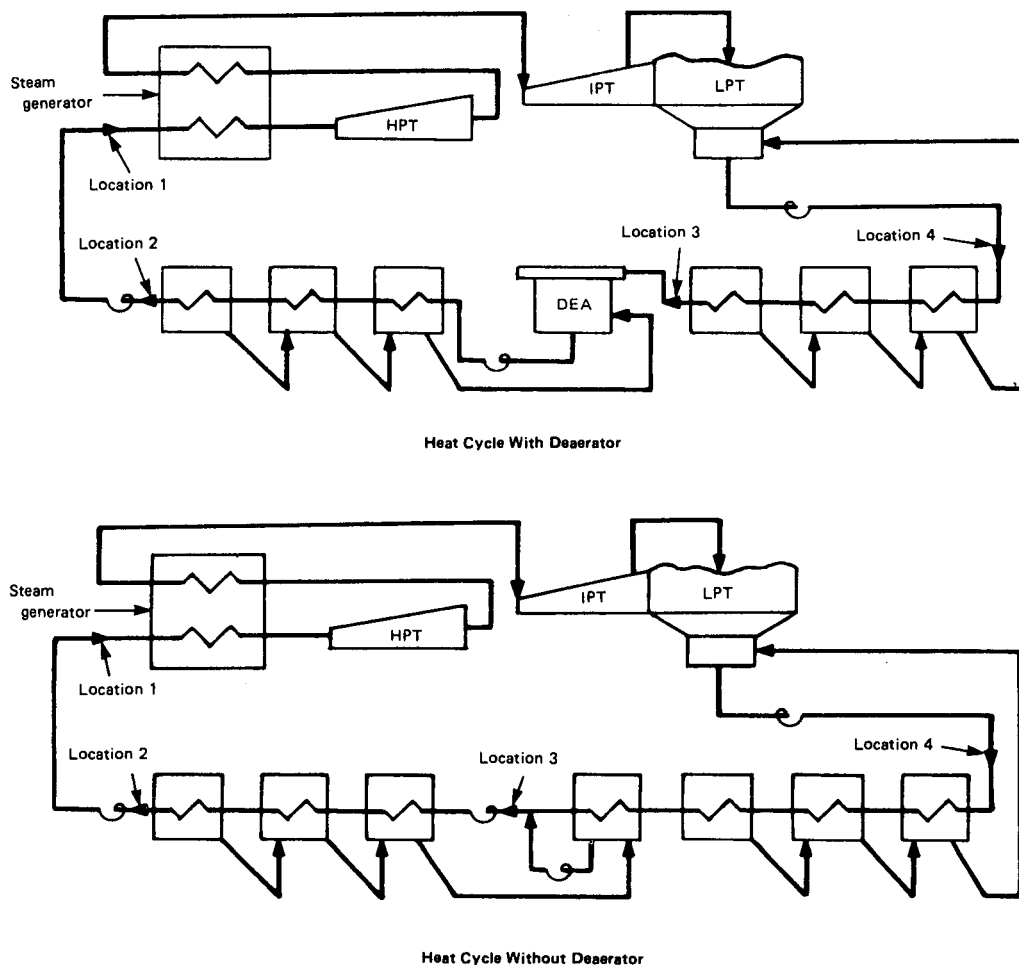 IPT
LPT
Steam
generator
HPT
Location 1
Location 2
Location 3
Location 4
DEA
Heat Cycle With Deaerator
IPT
LPT
Steam
generator
HPT
Location 1
Location 2
Location 3
Location 4
Heat Cycle Without Deaerator